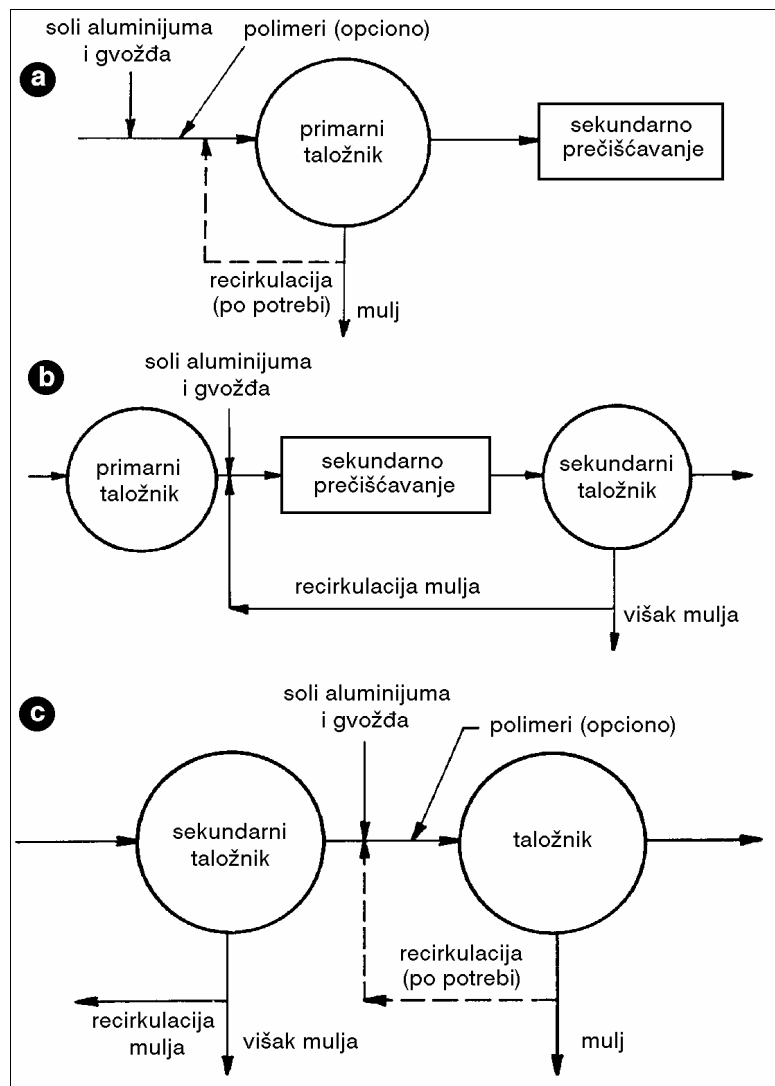 soli aluminijuma
i gvožđa
polimeri (opciono)
a
primarni
taložnik
sekundarno
prečišćavanje
recirkulacija
(po potrebi)
mulj
soli aluminijuma
i gvožđa
b
primarni
taložnik
sekundarno
prečišćavanje
sekundarni
taložnik
recirkulacija mulja
višak mulja
c
soli aluminijuma
i gvožđa
polimeri (opciono)
sekundarni
taložnik
taložnik
recirkulacija
(po potrebi)
recirkulacija
mulja
višak mulja
mulj